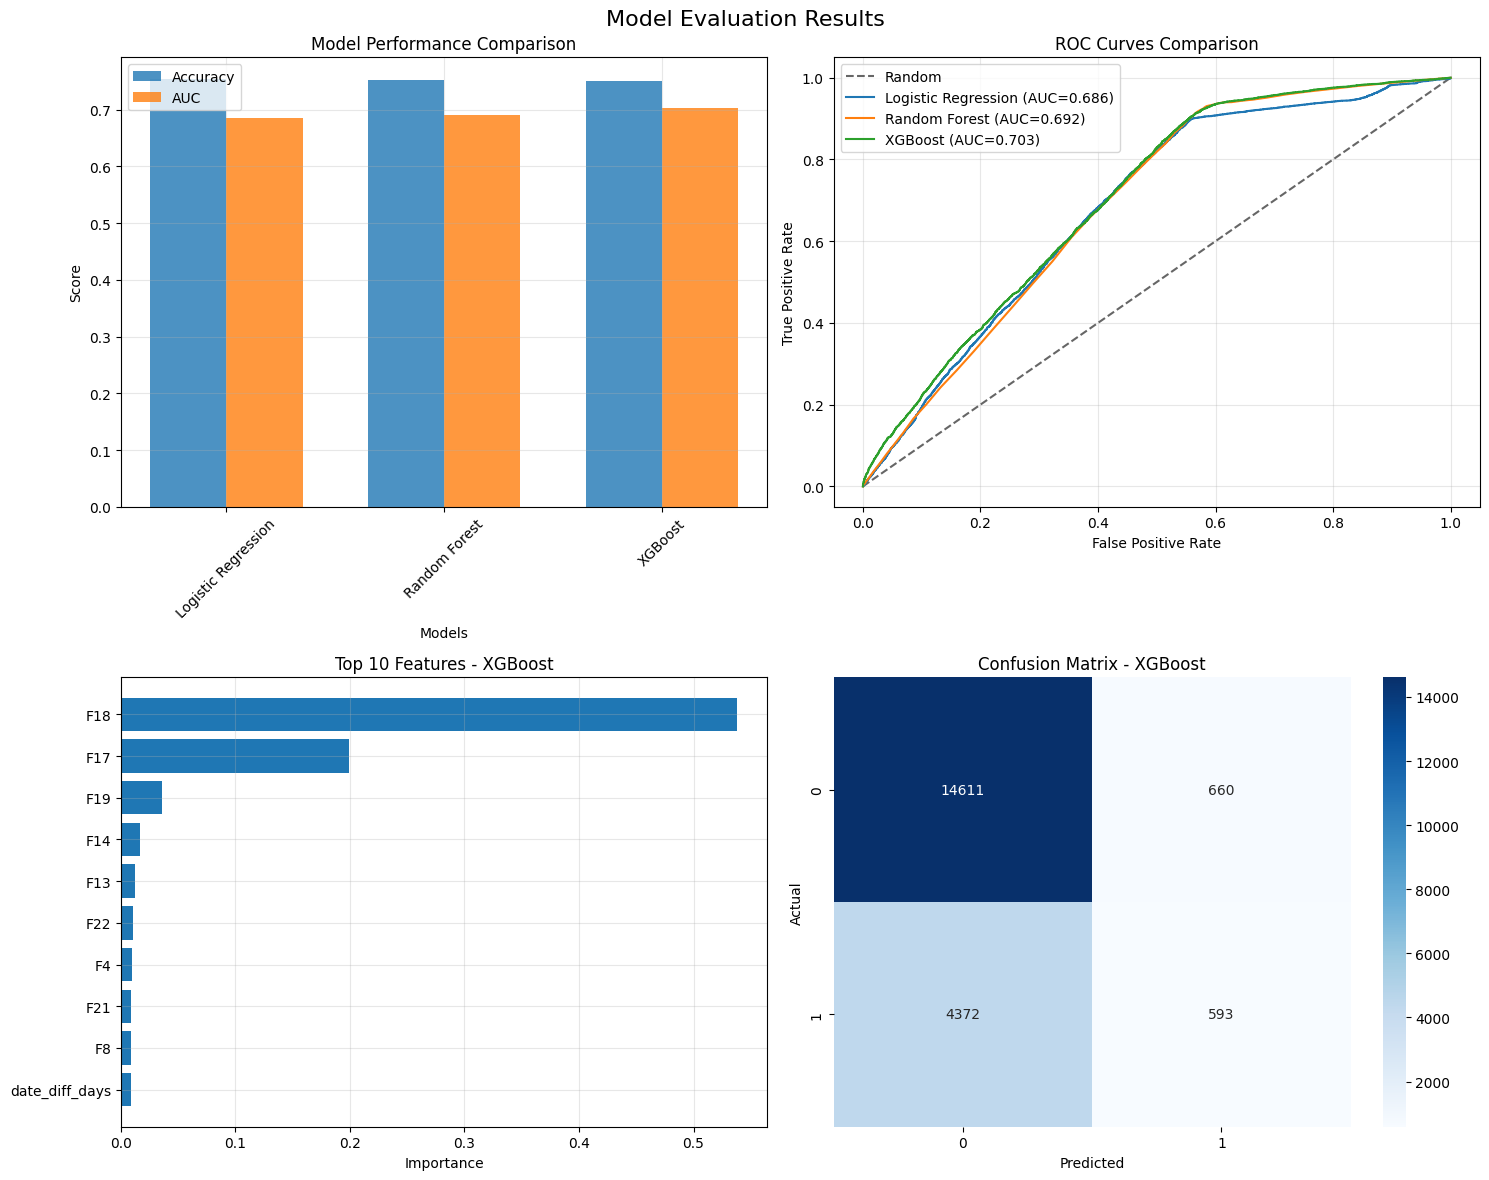 Model Evaluation Results
Model Performance Comparison
Accuracy
AUC
0.7
0.6
0.5
0.4
0.3
0.2
0.1
0.0
Score
Logistic Regression
Random Forest
XGBoost
Models
ROC Curves Comparison
Random
Logistic Regression (AUC=0.686)
Random Forest (AUC=0.692)
XGBoost (AUC=0.703)
1.0
0.8
0.6
0.4
0.2
0.0
True Positive Rate
0.0 0.2 0.4 0.6 0.8 1.0
False Positive Rate
Top 10 Features - XGBoost
F18
F17
F19
F14
F13
F22
F4
F21
F8
date_diff_days
0.0 0.1 0.2 0.3 0.4 0.5
Importance
Confusion Matrix - XGBoost
14611 660
4372 593
0
1
Actual
0 1
Predicted
14000
12000
10000
8000
6000
4000
2000